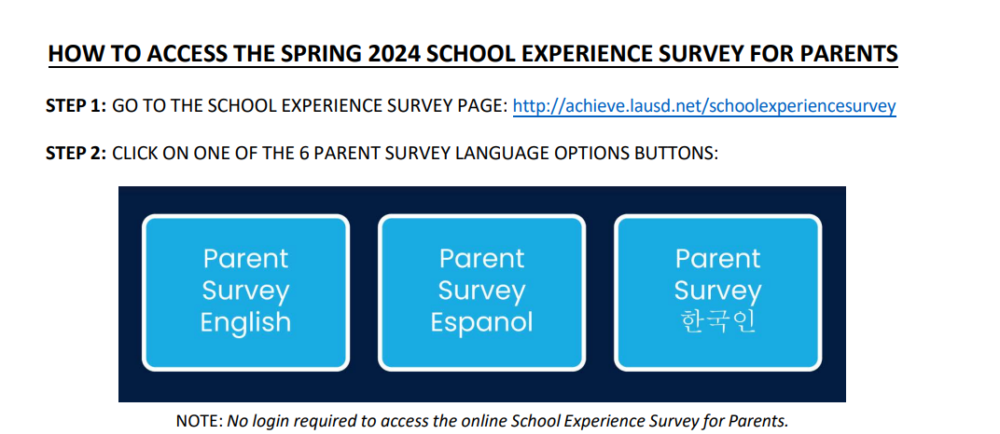 HOW TO ACCESS THE SPRING 2024 SCHOOL EXPERIENCE SURVEY FOR PARENTS
STEP 1: GO TO THE SCHOOL EXPERIENCE SURVEY PAGE: http://achieve.lausd.net/schoolexperiencesurvey
STEP 2: CLICK ON ONE OF THE 6 PARENT SURVEY LANGUAGE OPTIONS BUTTONS:
Parent
Survey
English
Parent
Survey
Espanol
Parent
Survey
한국인
NOTE: No login required to access the online School Experience Survey for Parents.